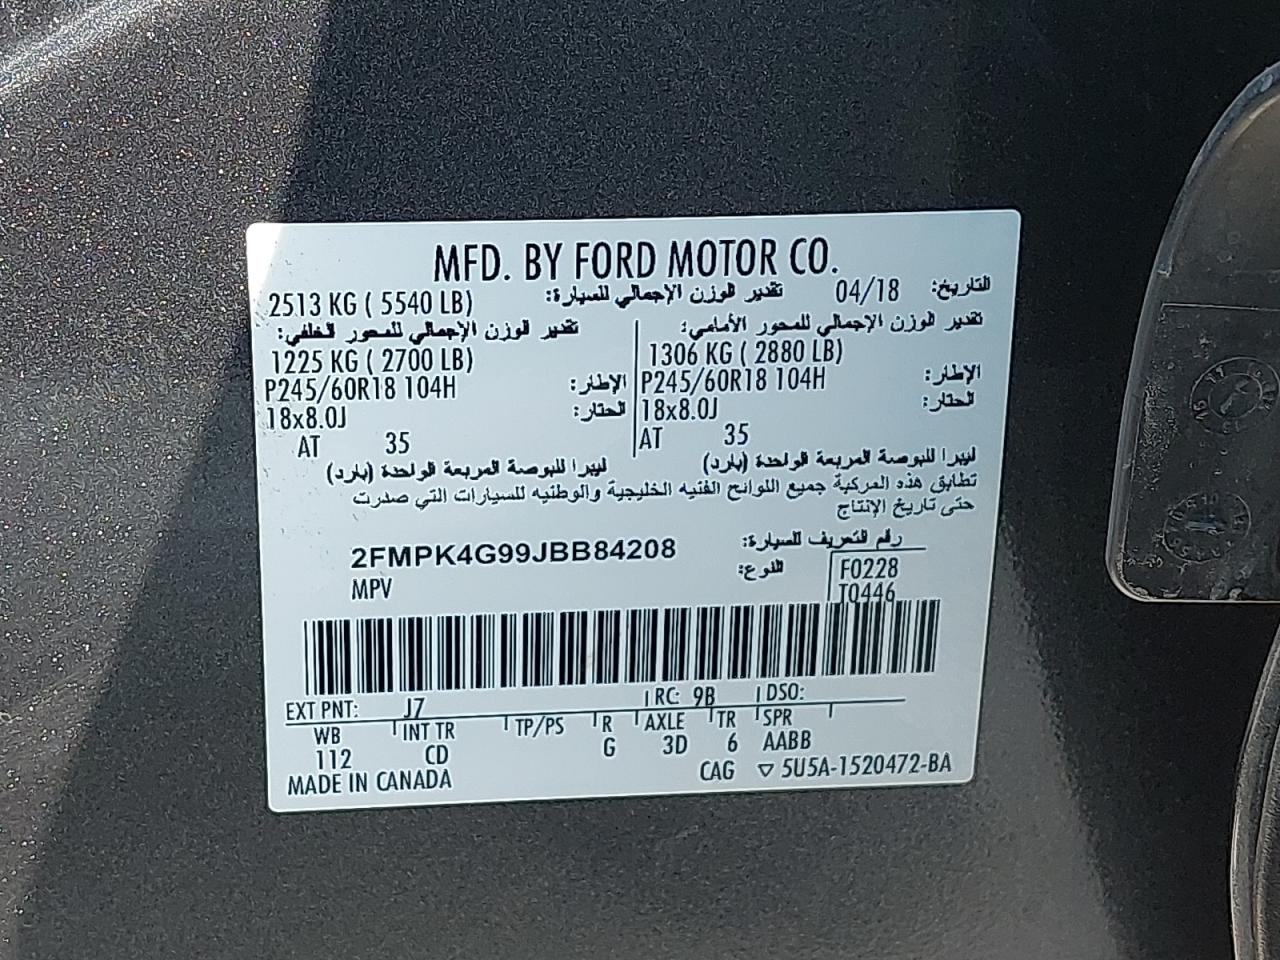 MFD. BY FORD MOTOR CO.
التاريخ: 04/18 تقدير الوزن الإجمالي للسيارة: 2513 KG ( 5540 LB)
تقدير الوزن الإجمالي للمحور الأمامي: تقدير الوزن الإجمالي للمحور الخلفي:
1306 KG ( 2880 LB) 1225 KG ( 2700 LB)
الإطار: P245/60R18 104H الإطار: P245/60R18 104H
الحتار: 18x8.0J الحتار: 18x8.0J
AT 35 AT 35
ليبرا للبوصة المربعة الواحدة (بارد) ليبرا للبوصة المربعة الواحدة (بارد)
تطابق هذه المركبة جميع اللوائح الفنيه الخليجية والوطنيه للسيارات التي صدرت
حتى تاريخ الإنتاج
رقم التعريف للسيارة: 2FMPK4G99JBB84208
النوع: MPV
F0228
T0446
EXT PNT: J7 RC: 9B DSO:
WB INT TR TP/PS R AXLE TR SPR
112 CD G 3D 6 AABB
MADE IN CANADA CAG ▽ 5U5A-1520472-BA